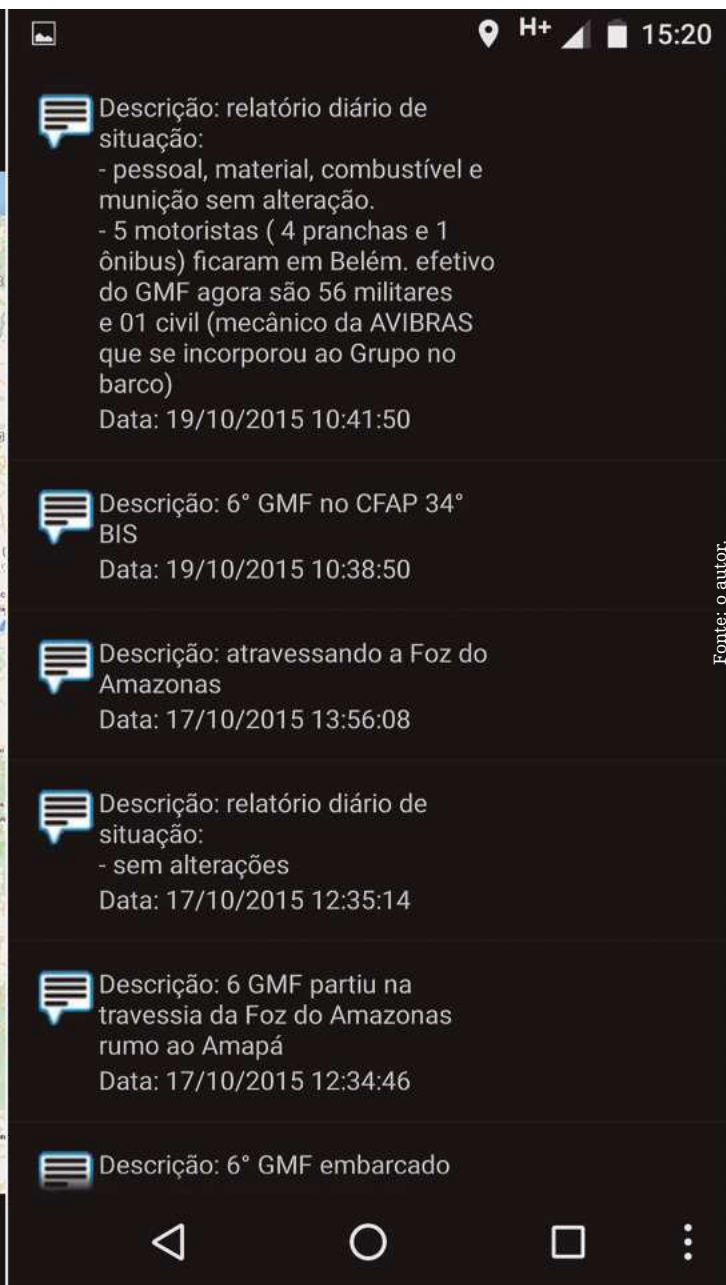 H+ 15:20
Descrição: relatório diário de
situação:
- pessoal, material, combustível e
munição sem alteração.
- 5 motoristas ( 4 pranchas e 1
ônibus) ficaram em Belém. efetivo
do GMF agora são 56 militares
e 01 civil (mecânico da AVIBRAS
que se incorporou ao Grupo no
barco)
Data: 19/10/2015 10:41:50
Descrição: 6° GMF no CFAP 34°
BIS
Data: 19/10/2015 10:38:50
Descrição: atravessando a Foz do
Amazonas
Data: 17/10/2015 13:56:08
Descrição: relatório diário de
situação:
- sem alterações
Data: 17/10/2015 12:35:14
Descrição: 6 GMF partiu na
travessia da Foz do Amazonas
rumo ao Amapá
Data: 17/10/2015 12:34:46
Descrição: 6° GMF embarcado
Fonte: o autor.